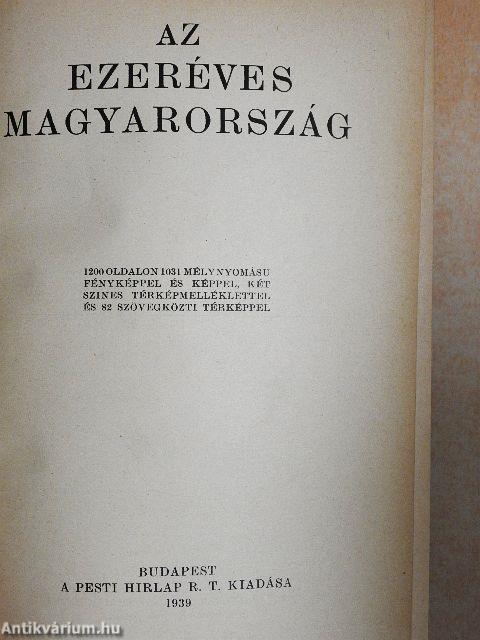 AZ
EZERÉVES
MAGYARORSZÁG
1200 OLDALON 1031 MÉLYNYOMÁSU
FÉNYKÉPPEL ÉS KÉPPEL, KÉT
SZINES TÉRKÉPMELLÉKLETTEL
ÉS 82 SZÖVEGKÖZTI TÉRKÉPPEL
BUDAPEST
A PESTI HIRLAP R. T. KIADÁSA
1939
Antikvárium.hu